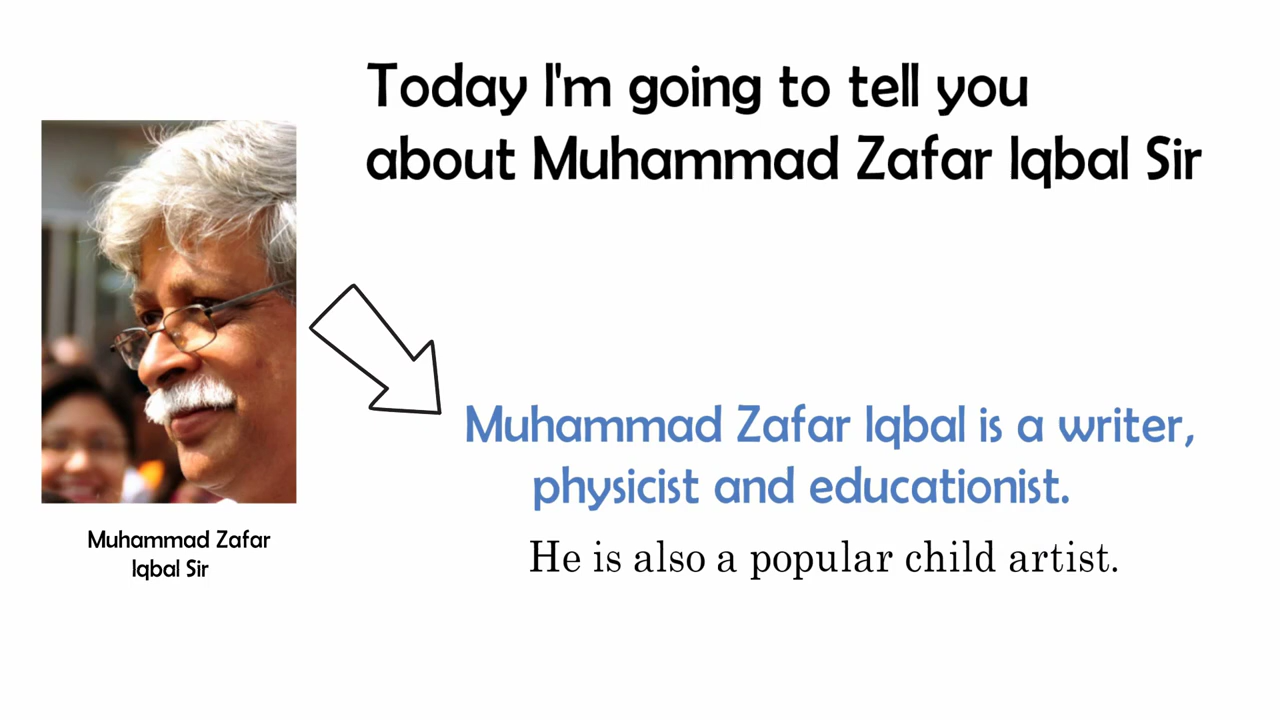 Today I'm going to tell you
about Muhammad Zafar Iqbal Sir
Muhammad Zafar Iqbal is a writer,
physicist and educationist.
He is also a popular child artist.
Muhammad Zafar
Iqbal Sir